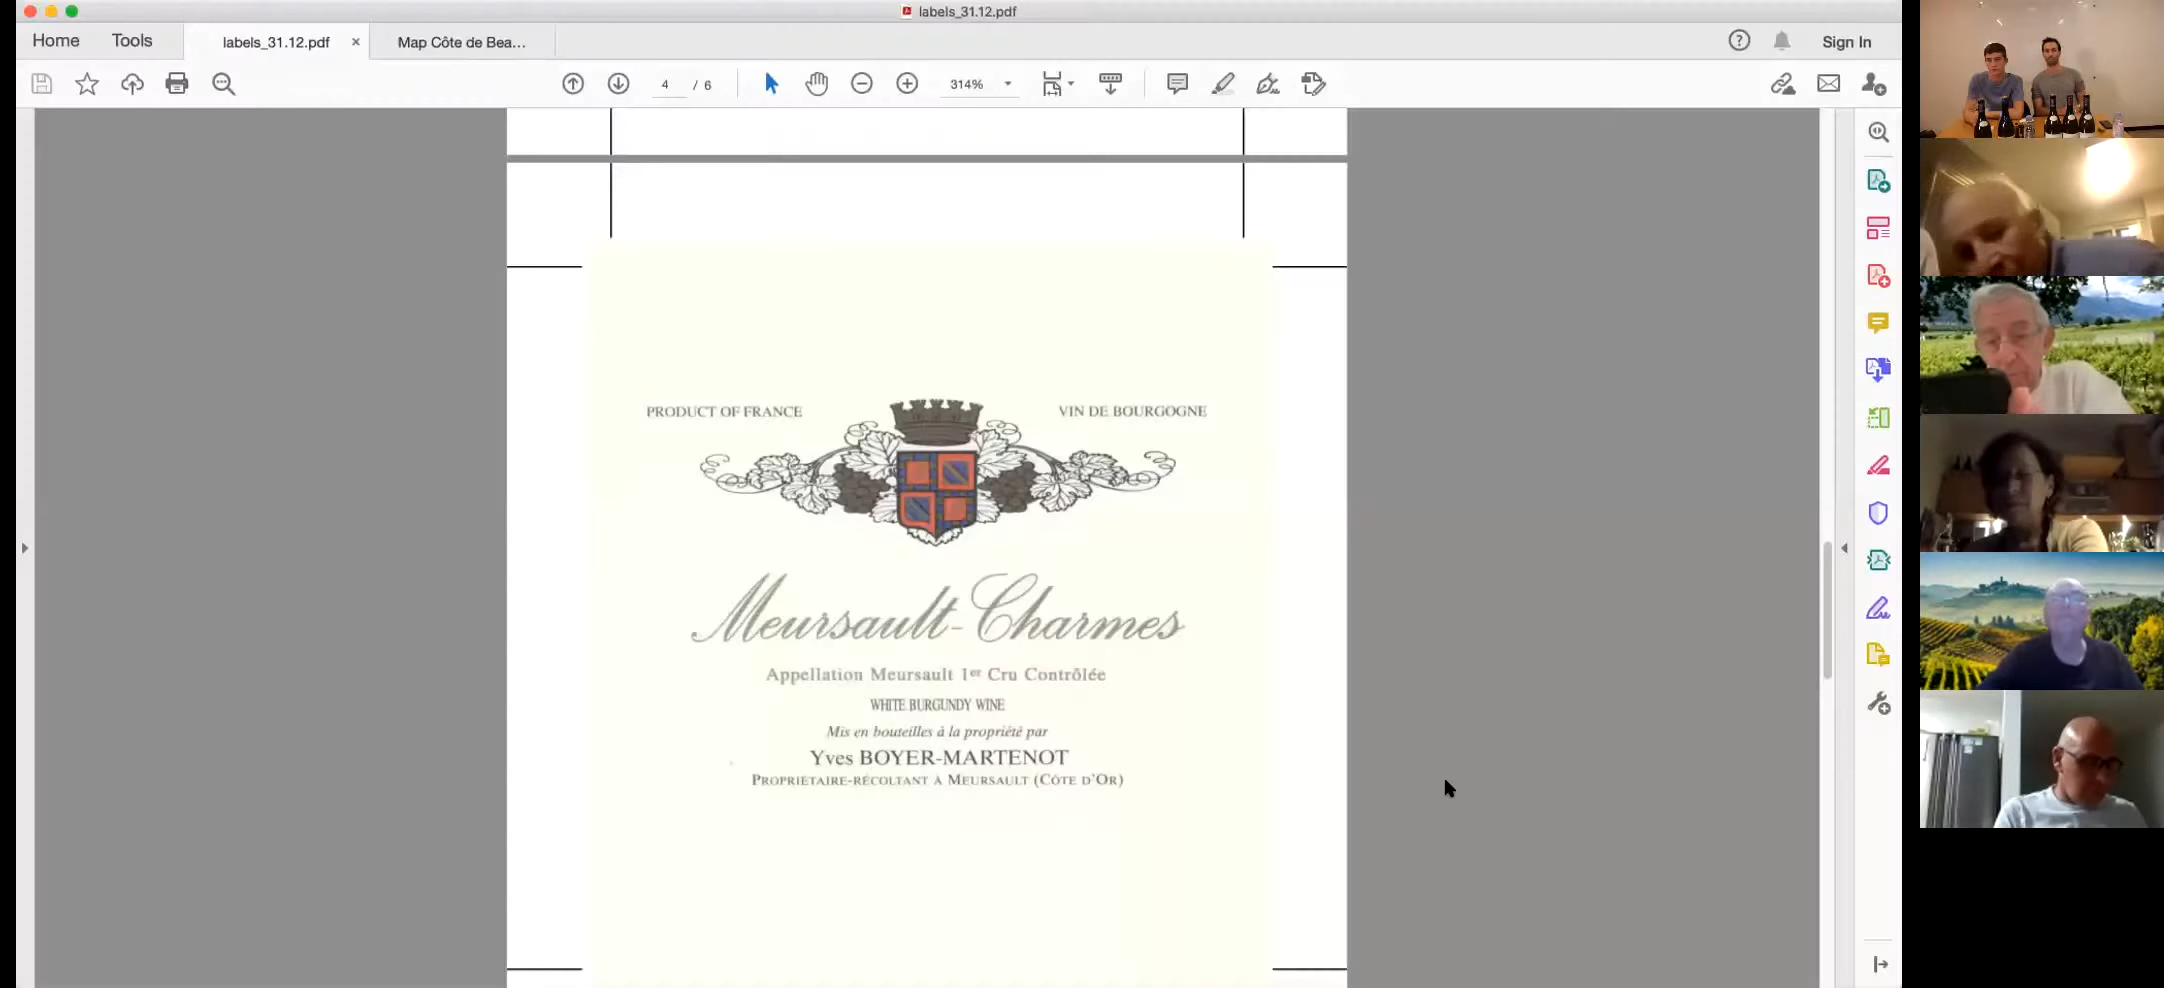 labels_31.12.pdf
Home
Tools
labels_31.12.pdf
×
Map Côte de Bea...
Sign In
4 / 6
314%
PRODUCT OF FRANCE
VIN DE BOURGOGNE
Meursault-Charmes
Appellation Meursault 1er Cru Contrôlée
WHITE BURGUNDY WINE
Mis en bouteilles à la propriété par
Yves BOYER-MARTENOT
PROPRIÉTAIRE-RÉCOLTANT À MEURSAULT (CÔTE D'OR)